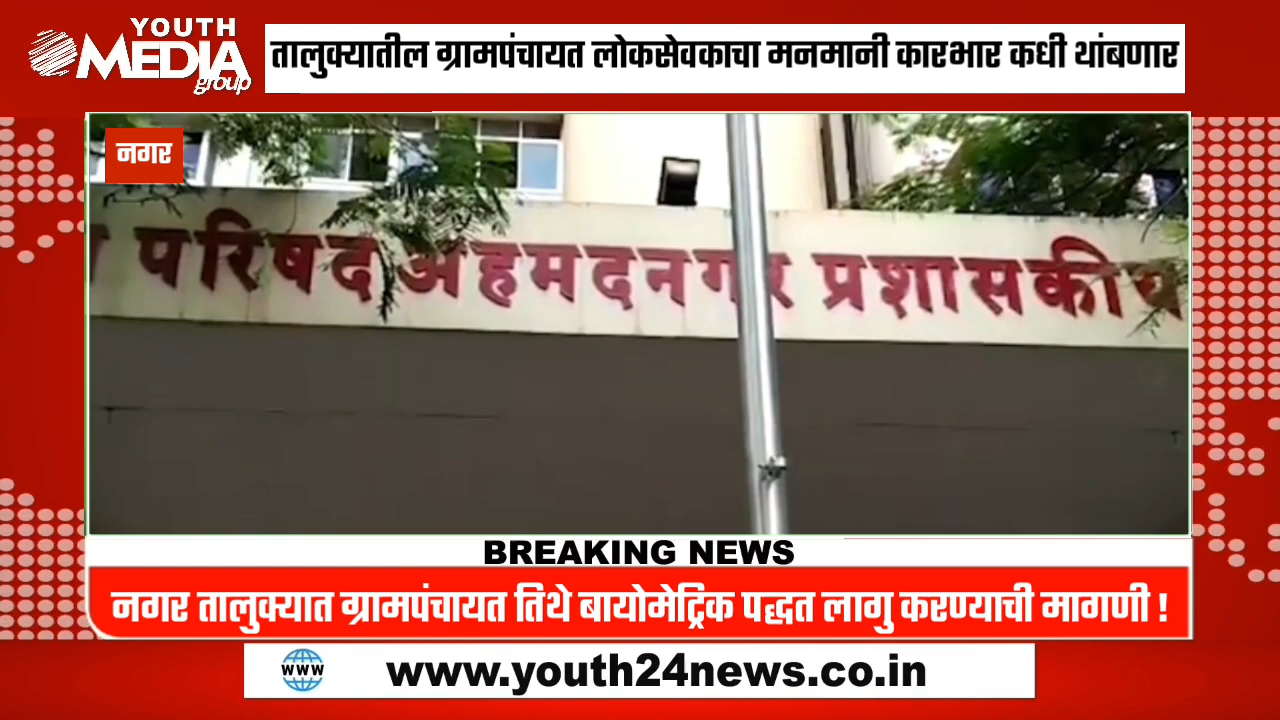 YOUTH
MEDIA
group
तालुक्यातील ग्रामपंचायत लोकसेवकाचा मनमानी कारभार कधी थांबणार
नगर
परिषद अहमदनगर प्रशासकीय
BREAKING NEWS
नगर तालुक्यात ग्रामपंचायत तिथे बायोमेट्रिक पद्धत लागु करण्याची मागणी !
www
www.youth24news.co.in